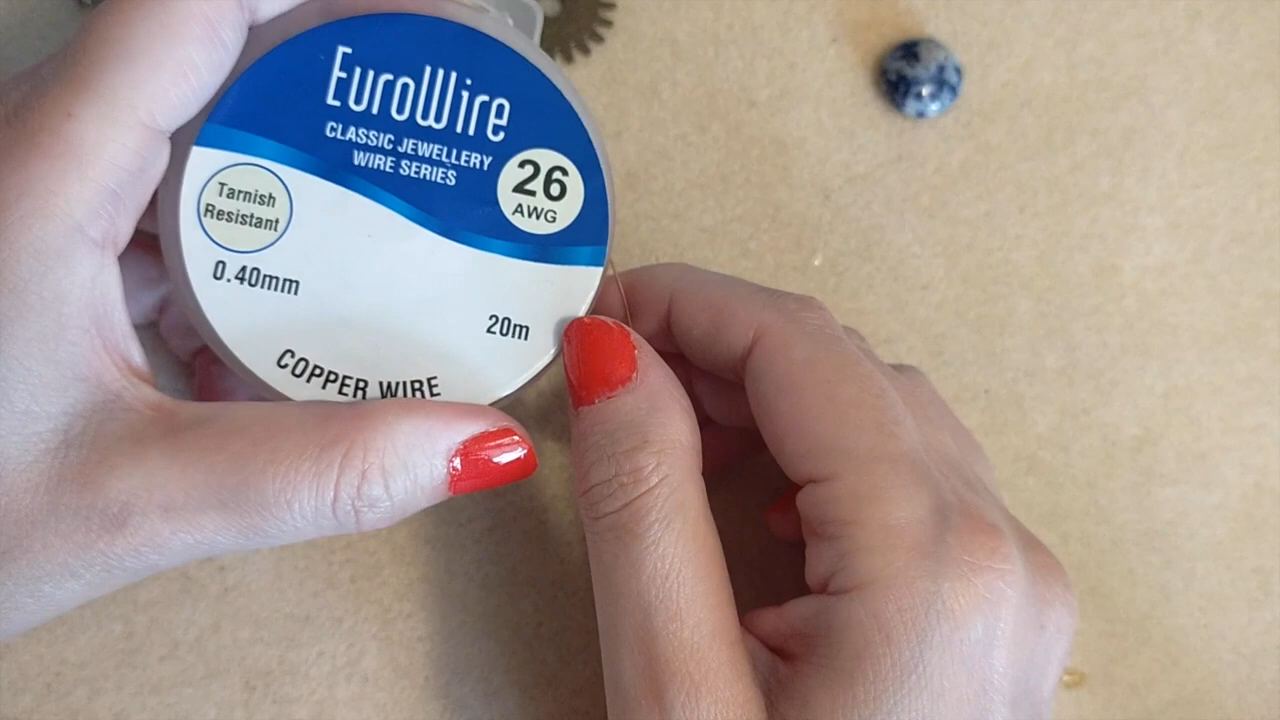 EuroWire
CLASSIC JEWELLERY
WIRE SERIES
26
AWG
Tarnish
Resistant
0.40mm
20m
COPPER WIRE